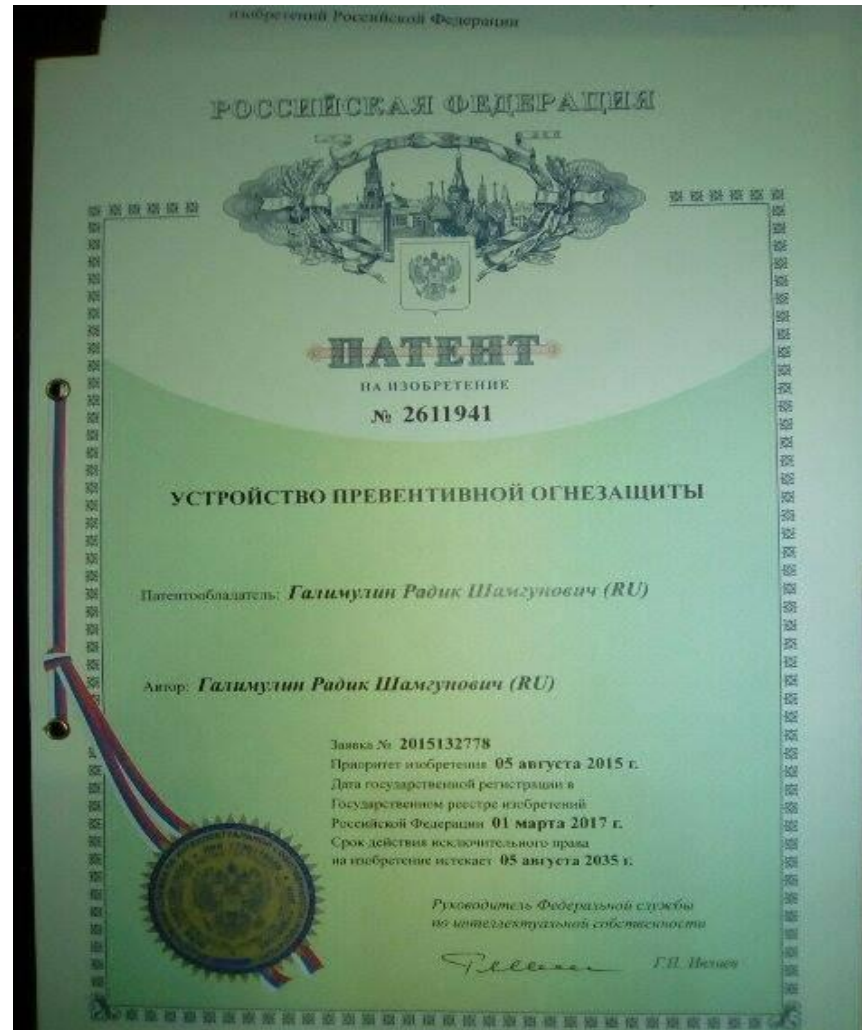 изобретений Российской Федерации
РОССИЙСКАЯ ФЕДЕРАЦИЯ
ПАТЕНТ
НА ИЗОБРЕТЕНИЕ
№ 2611941
УСТРОЙСТВО ПРЕВЕНТИВНОЙ ОГНЕЗАЩИТЫ
Патентообладатель: Галимулин Радик Шамгунович (RU)
Автор: Галимулин Радик Шамгунович (RU)
Заявка № 2015132778
Приоритет изобретения 05 августа 2015 г.
Дата государственной регистрации в
Государственном реестре изобретений
Российской Федерации 01 марта 2017 г.
Срок действия исключительного права
на изобретение истекает 05 августа 2035 г.
Руководитель Федеральной службы
по интеллектуальной собственности
Г.П. Ивлиев